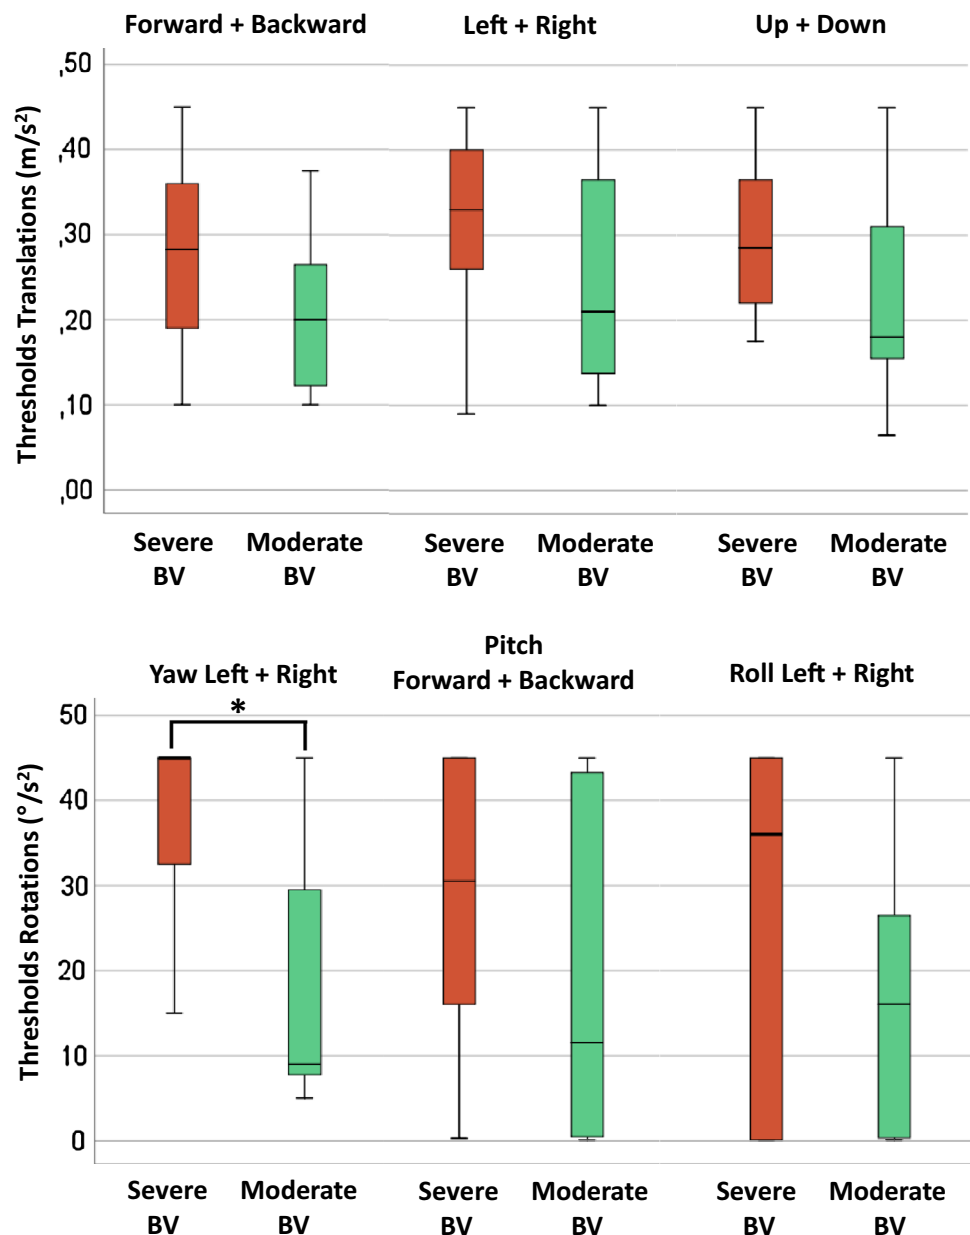 Forward + Backward
Left + Right
Up + Down
Thresholds Translations (m/s²)
,50
,40
,30
,20
,10
,00
Severe BV
Moderate BV
Severe BV
Moderate BV
Severe BV
Moderate BV
Yaw Left + Right
Pitch
Forward + Backward
Roll Left + Right
Thresholds Rotations (°/s²)
50
40
30
20
10
0
*
Severe BV
Moderate BV
Severe BV
Moderate BV
Severe BV
Moderate BV